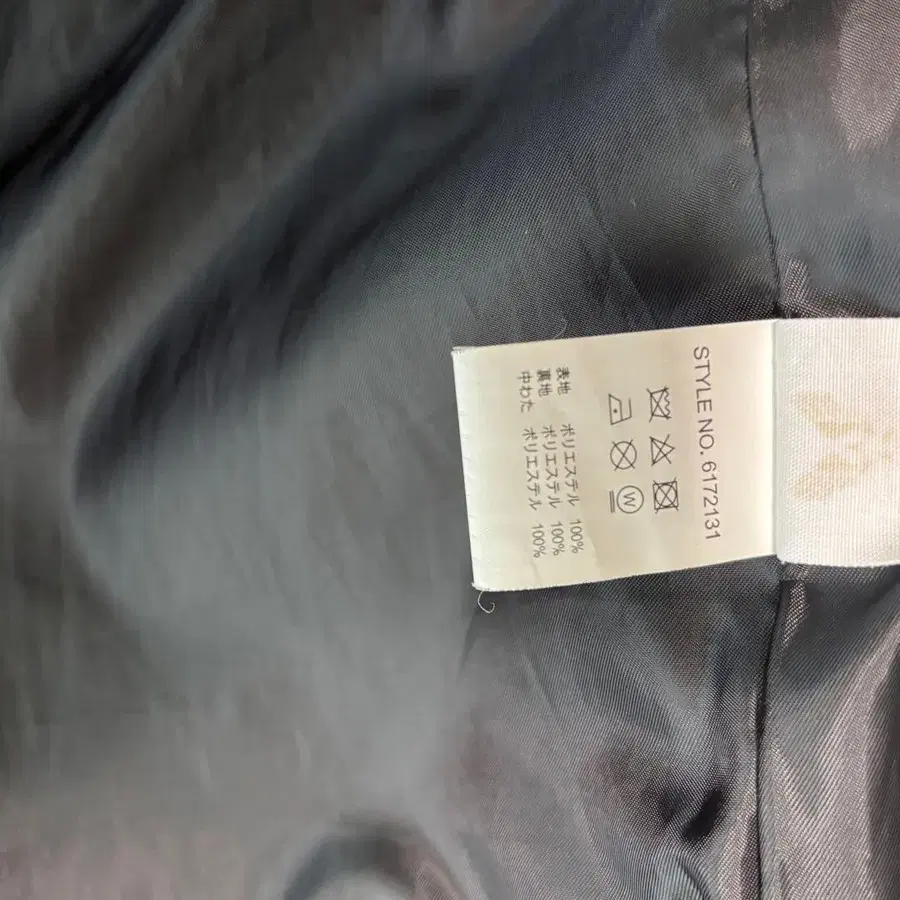 STYLE NO. 6172131
W
表地 ポリエステル 100%
裏地 ポリエステル 100%
中わた ポリエステル 100%